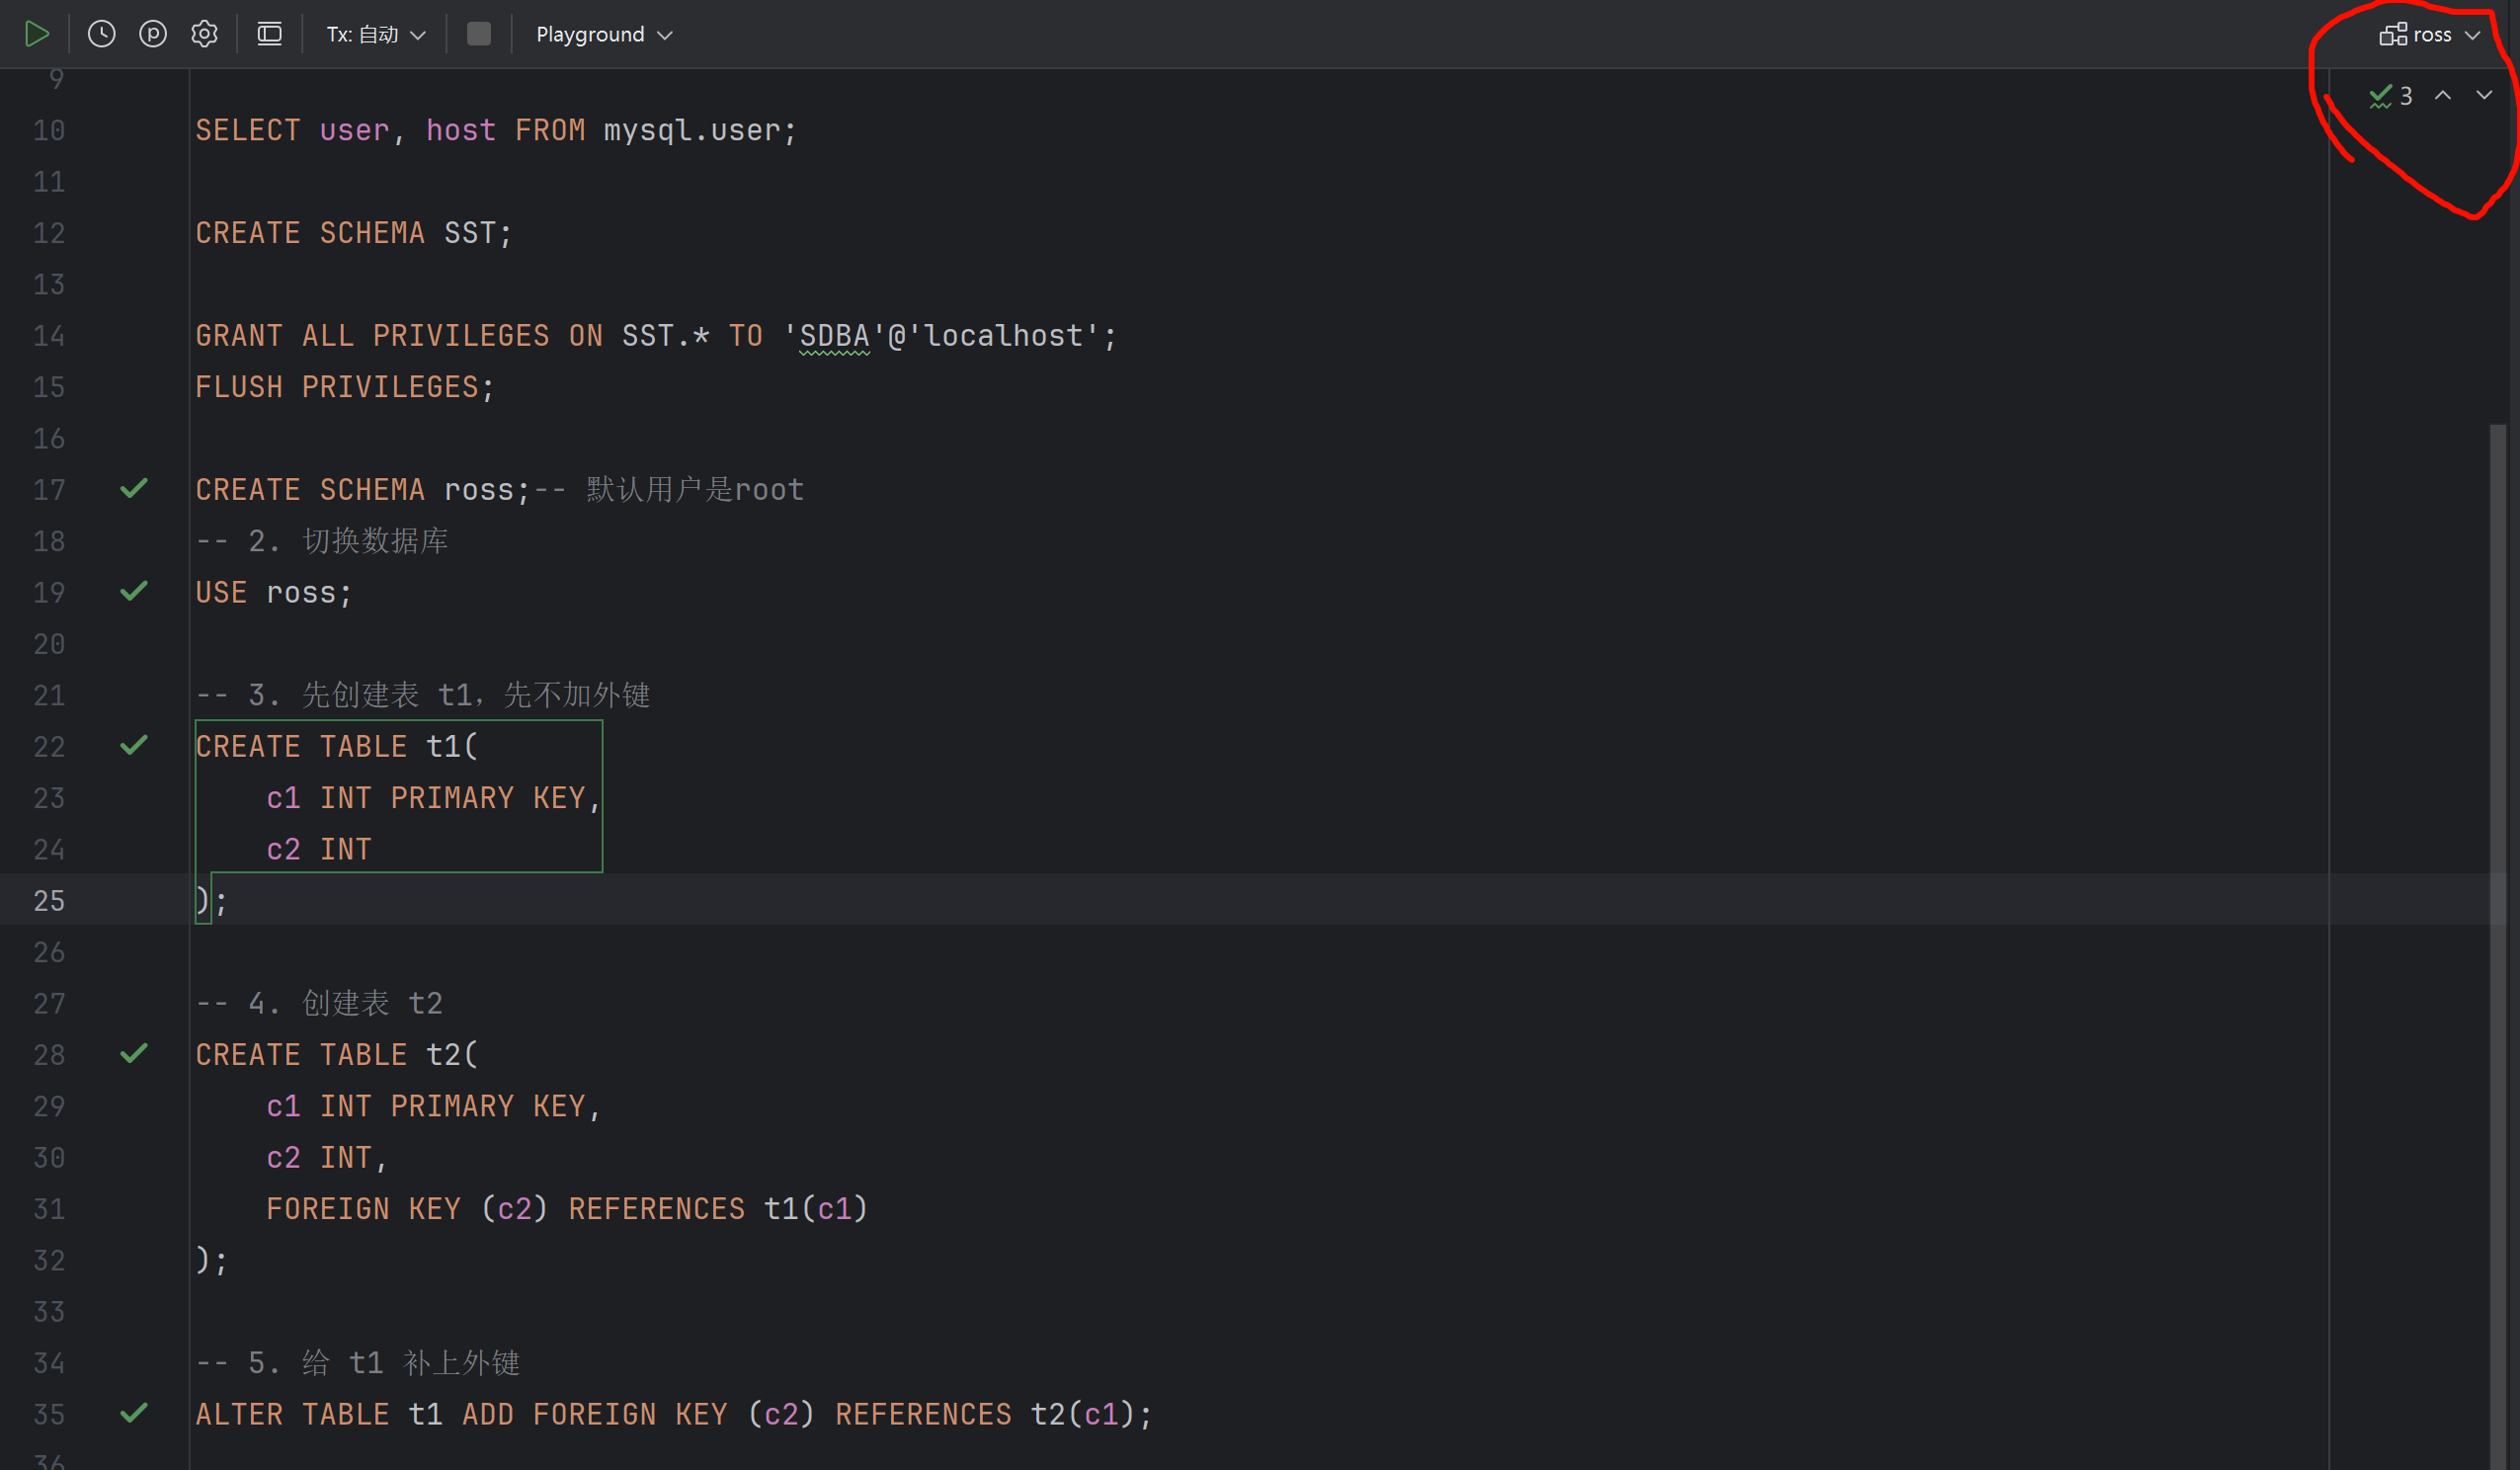 Tx: 自动 Playground ross
3
9
10 SELECT user, host FROM mysql.user;
11
12 CREATE SCHEMA SST;
13
14 GRANT ALL PRIVILEGES ON SST.* TO 'SDBA'@'localhost';
15 FLUSH PRIVILEGES;
16
17 CREATE SCHEMA ross;-- 默认用户是root
18 -- 2. 切换数据库
19 USE ross;
20
21 -- 3. 先创建表 t1，先不加外键
22 CREATE TABLE t1(
23 c1 INT PRIMARY KEY,
24 c2 INT
25 );
26
27 -- 4. 创建表 t2
28 CREATE TABLE t2(
29 c1 INT PRIMARY KEY,
30 c2 INT,
31 FOREIGN KEY (c2) REFERENCES t1(c1)
32 );
33
34 -- 5. 给 t1 补上外键
35 ALTER TABLE t1 ADD FOREIGN KEY (c2) REFERENCES t2(c1);
36